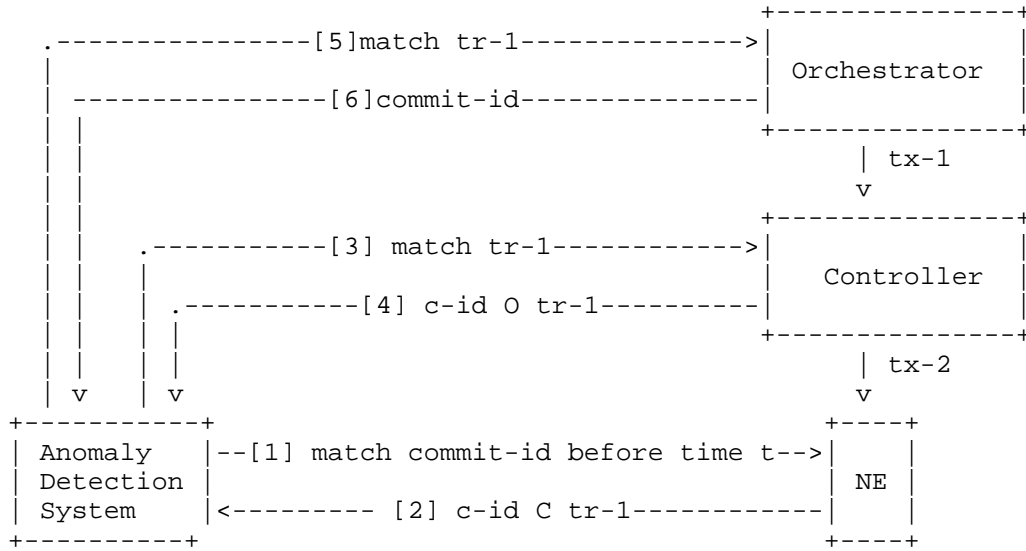 [5]match tr-1
Orchestrator
[6]commit-id
tx-1
[3] match tr-1
Controller
[4] c-id O tr-1
tx-2
Anomaly [1] match commit-id before time t
Detection NE
System [2] c-id C tr-1